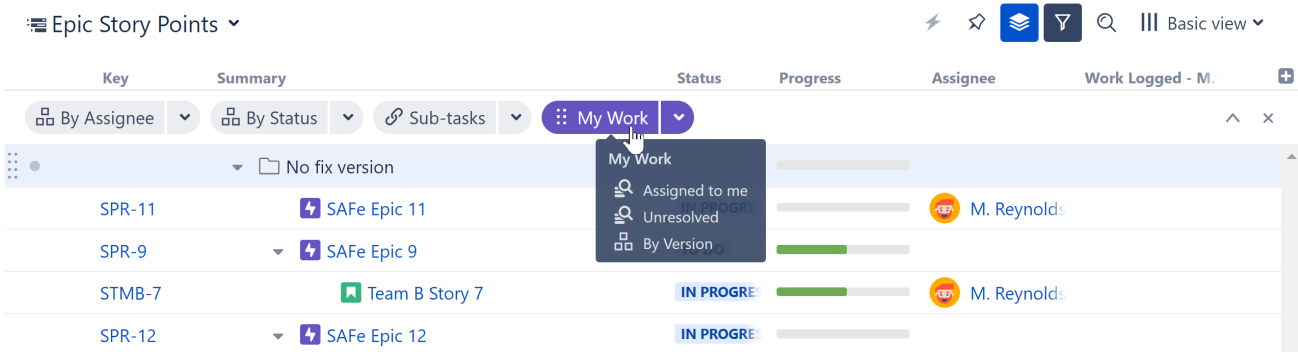 Epic Story Points
Basic view
Key Summary Status Progress Assignee Work Logged - M.
By Assignee By Status Sub-tasks My Work
My Work
Assigned to me
Unresolved
By Version
No fix version
SPR-11 SAFe Epic 11 IN PROGRE M. Reynolds
SPR-9 SAFe Epic 9 DO
STMB-7 Team B Story 7 IN PROGRES M. Reynolds
SPR-12 SAFe Epic 12 IN PROGRES